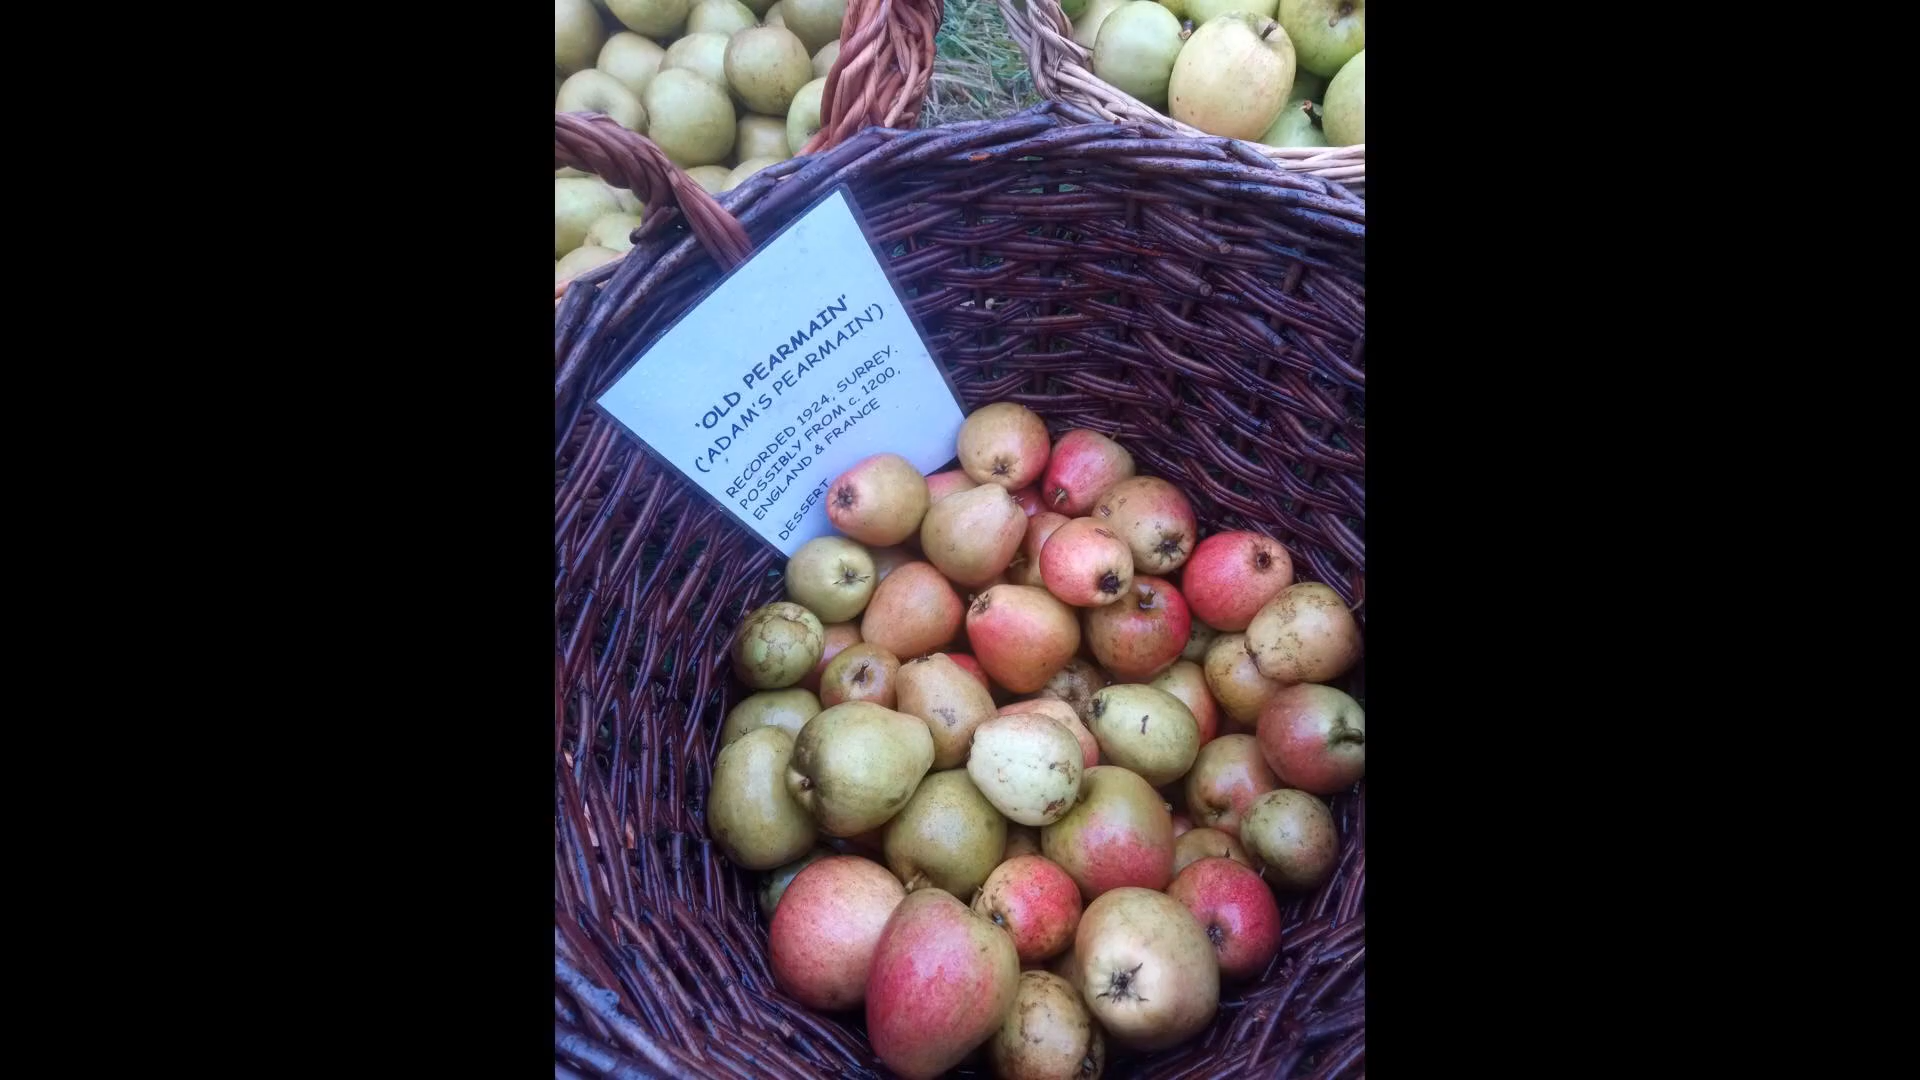 'OLD PEARMAIN'
('ADAM'S PEARMAIN')
RECORDED 1924, SURREY.
POSSIBLY FROM c. 1200,
ENGLAND & FRANCE
DESSERT